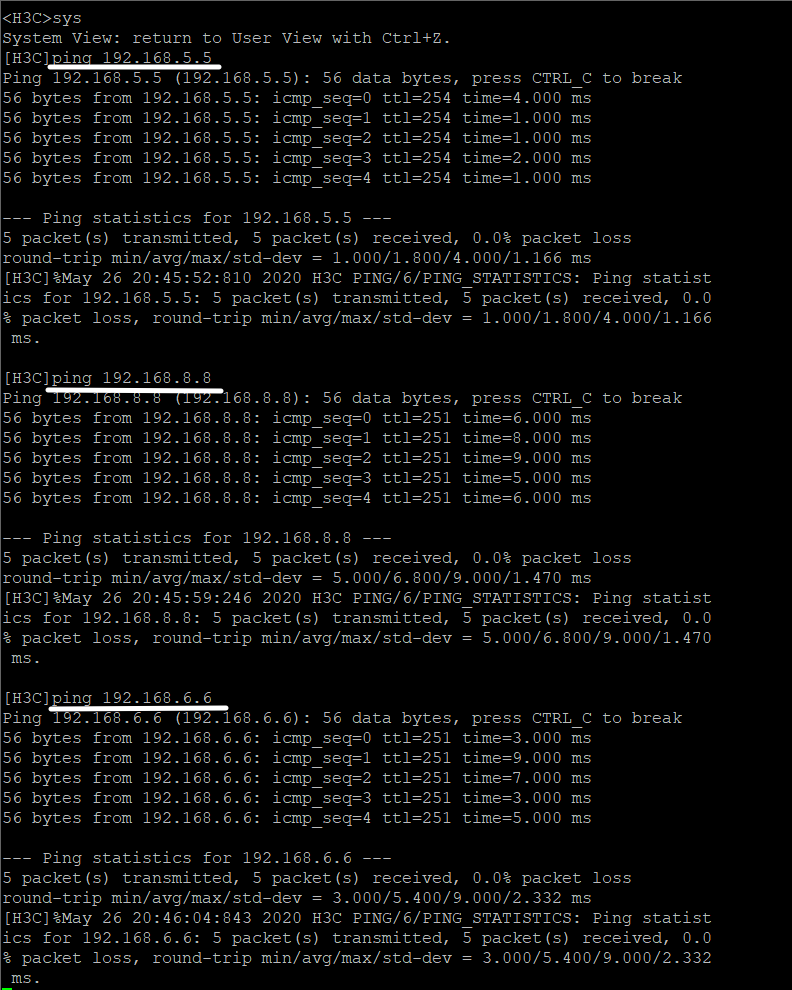 <H3C>sys
System View: return to User View with Ctrl+Z.
[H3C]ping 192.168.5.5
Ping 192.168.5.5 (192.168.5.5): 56 data bytes, press CTRL_C to break
56 bytes from 192.168.5.5: icmp_seq=0 ttl=254 time=4.000 ms
56 bytes from 192.168.5.5: icmp_seq=1 ttl=254 time=1.000 ms
56 bytes from 192.168.5.5: icmp_seq=2 ttl=254 time=1.000 ms
56 bytes from 192.168.5.5: icmp_seq=3 ttl=254 time=2.000 ms
56 bytes from 192.168.5.5: icmp_seq=4 ttl=254 time=1.000 ms

--- Ping statistics for 192.168.5.5 ---
5 packet(s) transmitted, 5 packet(s) received, 0.0% packet loss
round-trip min/avg/max/std-dev = 1.000/1.800/4.000/1.166 ms
[H3C]%May 26 20:45:52:810 2020 H3C PING/6/PING_STATISTICS: Ping statist
ics for 192.168.5.5: 5 packet(s) transmitted, 5 packet(s) received, 0.0
% packet loss, round-trip min/avg/max/std-dev = 1.000/1.800/4.000/1.166
 ms.

[H3C]ping 192.168.8.8
Ping 192.168.8.8 (192.168.8.8): 56 data bytes, press CTRL_C to break
56 bytes from 192.168.8.8: icmp_seq=0 ttl=251 time=6.000 ms
56 bytes from 192.168.8.8: icmp_seq=1 ttl=251 time=8.000 ms
56 bytes from 192.168.8.8: icmp_seq=2 ttl=251 time=9.000 ms
56 bytes from 192.168.8.8: icmp_seq=3 ttl=251 time=5.000 ms
56 bytes from 192.168.8.8: icmp_seq=4 ttl=251 time=6.000 ms

--- Ping statistics for 192.168.8.8 ---
5 packet(s) transmitted, 5 packet(s) received, 0.0% packet loss
round-trip min/avg/max/std-dev = 5.000/6.800/9.000/1.470 ms
[H3C]%May 26 20:45:59:246 2020 H3C PING/6/PING_STATISTICS: Ping statist
ics for 192.168.8.8: 5 packet(s) transmitted, 5 packet(s) received, 0.0
% packet loss, round-trip min/avg/max/std-dev = 5.000/6.800/9.000/1.470
 ms.

[H3C]ping 192.168.6.6
Ping 192.168.6.6 (192.168.6.6): 56 data bytes, press CTRL_C to break
56 bytes from 192.168.6.6: icmp_seq=0 ttl=251 time=3.000 ms
56 bytes from 192.168.6.6: icmp_seq=1 ttl=251 time=9.000 ms
56 bytes from 192.168.6.6: icmp_seq=2 ttl=251 time=7.000 ms
56 bytes from 192.168.6.6: icmp_seq=3 ttl=251 time=3.000 ms
56 bytes from 192.168.6.6: icmp_seq=4 ttl=251 time=5.000 ms

--- Ping statistics for 192.168.6.6 ---
5 packet(s) transmitted, 5 packet(s) received, 0.0% packet loss
round-trip min/avg/max/std-dev = 3.000/5.400/9.000/2.332 ms
[H3C]%May 26 20:46:04:843 2020 H3C PING/6/PING_STATISTICS: Ping statist
ics for 192.168.6.6: 5 packet(s) transmitted, 5 packet(s) received, 0.0
% packet loss, round-trip min/avg/max/std-dev = 3.000/5.400/9.000/2.332
 ms.